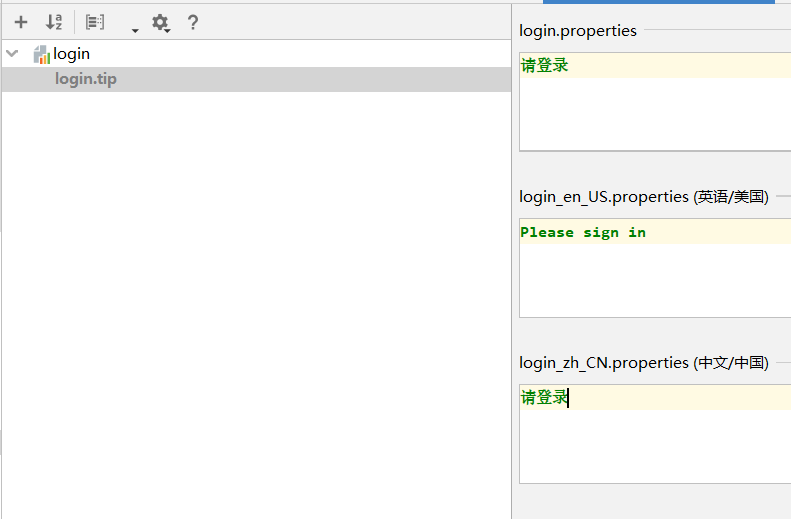 login
login.tip
login.properties
请登录
login_en_US.properties (英语/美国)
Please sign in
login_zh_CN.properties (中文/中国)
请登录